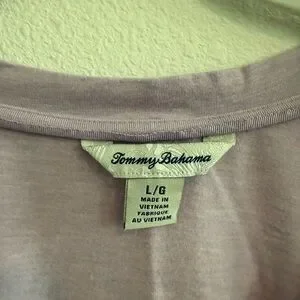 Tommy Bahama
L/G
MADE IN
VIETNAM
FABRIQUÉ
AU VIETNAM